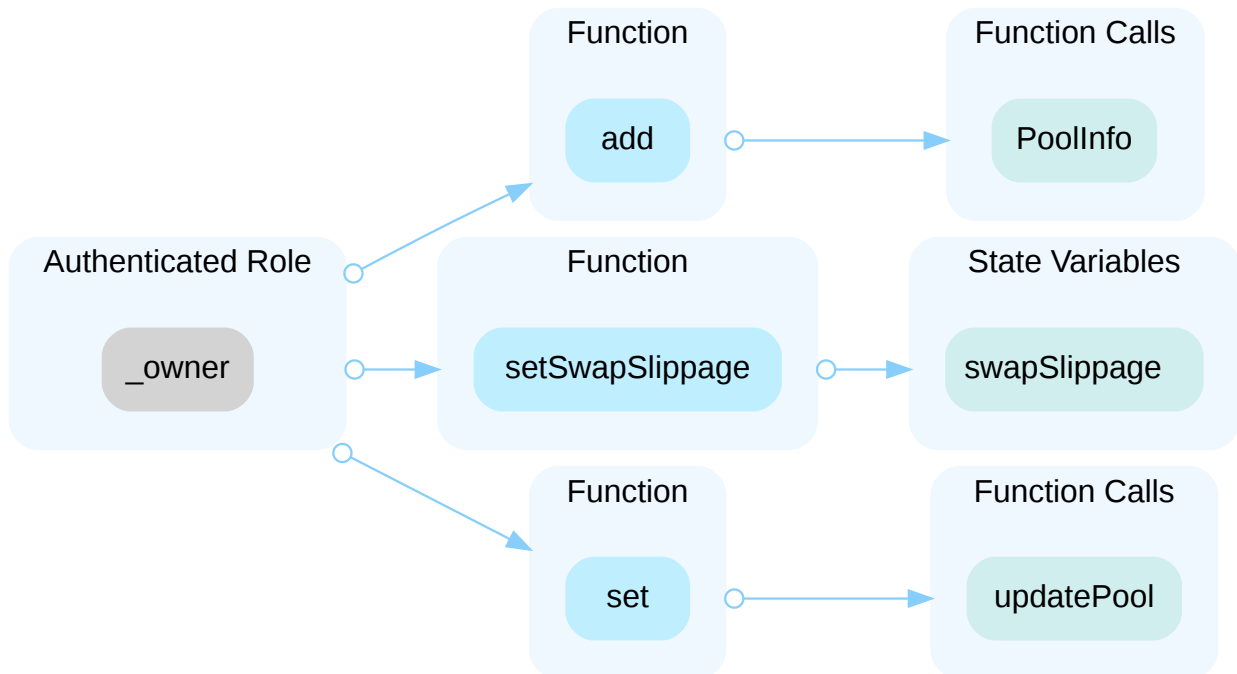 Function
add
Function Calls
PoolInfo
Authenticated Role
_owner
Function
setSwapSlippage
State Variables
swapSlippage
Function
set
Function Calls
updatePool